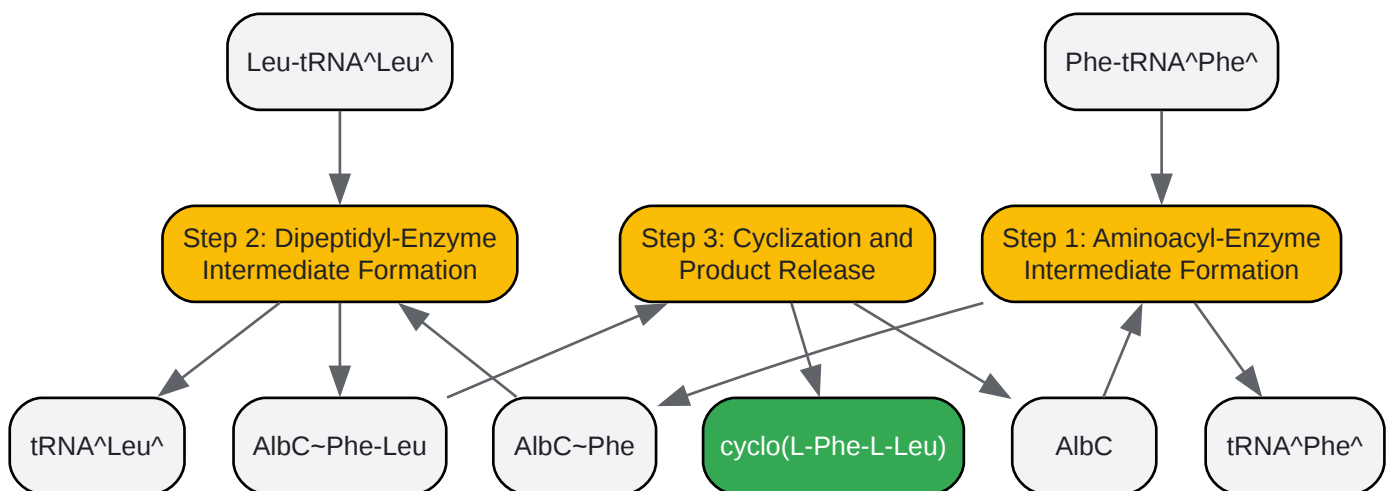 Leu-tRNA^Leu^
Phe-tRNA^Phe^
Step 2: Dipeptidyl-Enzyme
Intermediate Formation
Step 3: Cyclization and
Product Release
Step 1: Aminoacyl-Enzyme
Intermediate Formation
tRNA^Leu^
AlbC~Phe-Leu
AlbC~Phe
cyclo(L-Phe-L-Leu)
AlbC
tRNA^Phe^